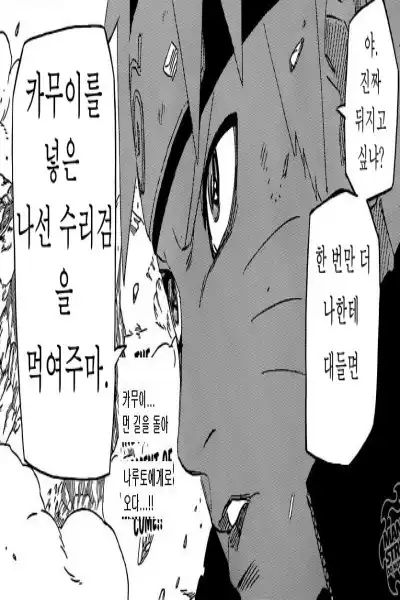 야.
진짜
뒤지고
싶냐?
한 번만 더
나한테
대들면
카무이를
넣은
나선 수리검
을
먹여주마.
카무이...
먼 길을 돌아
나루토에게로
오다...!!